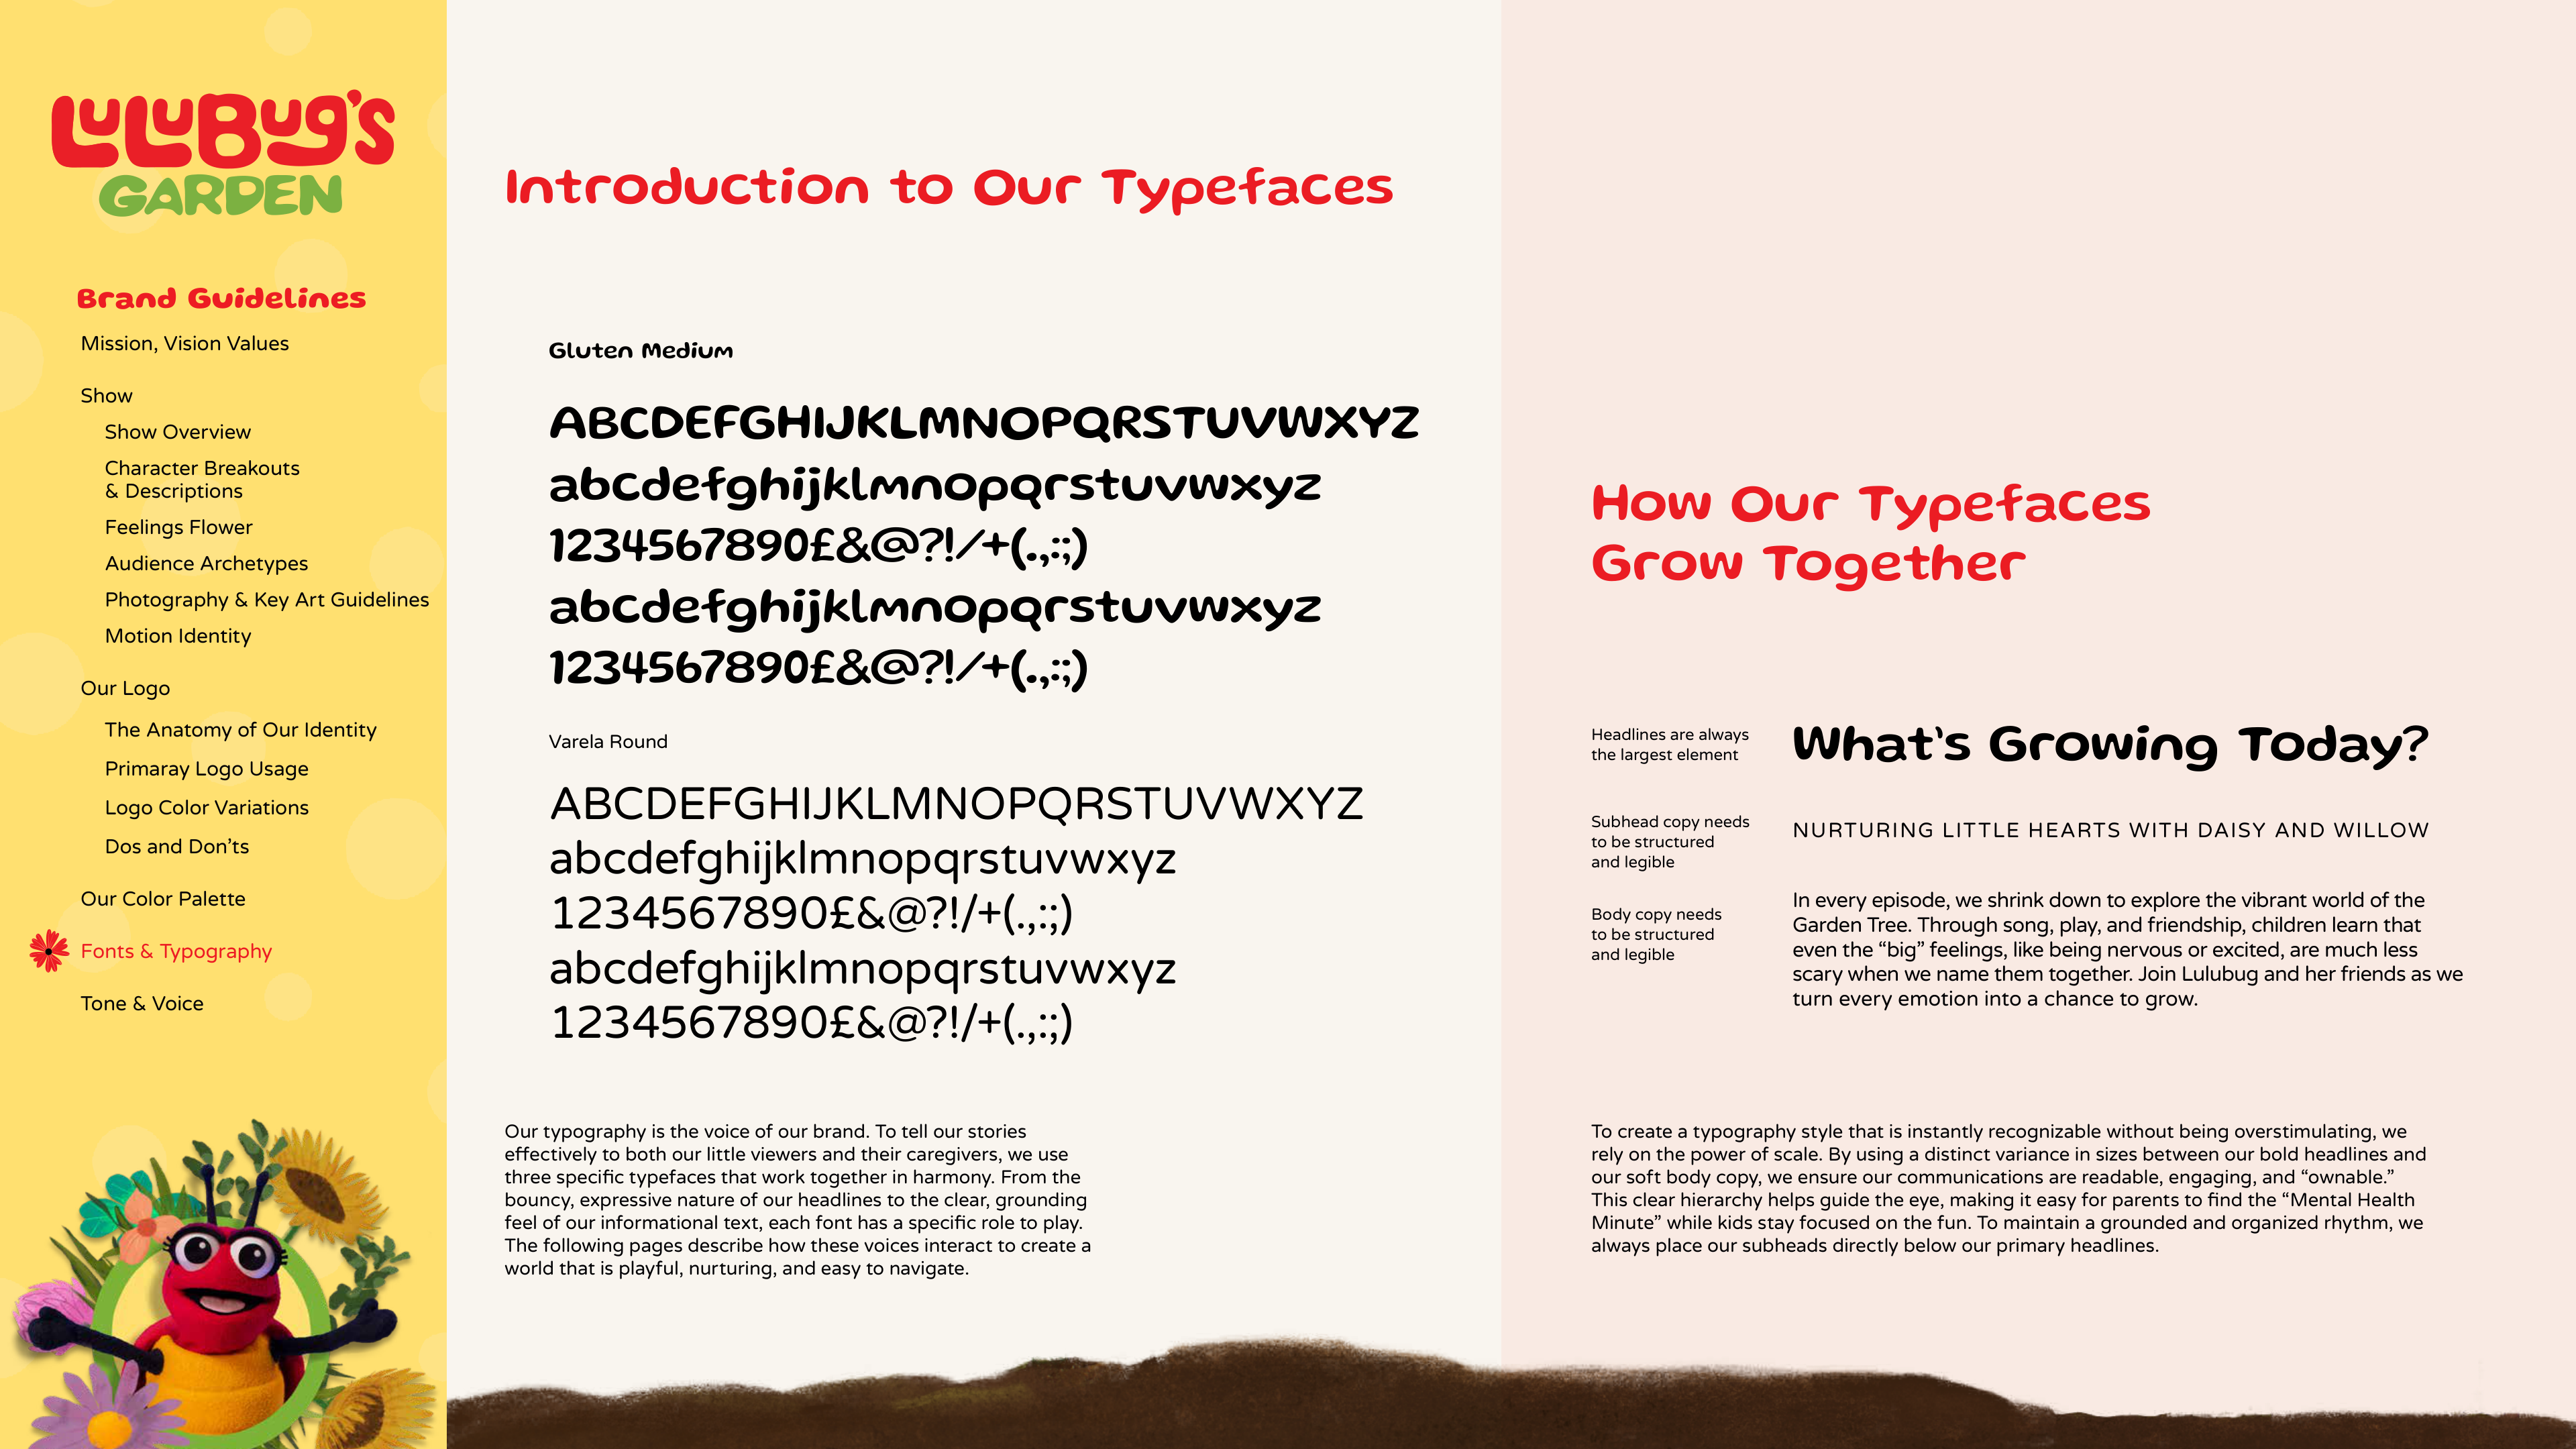 LuLuBug's
GARDEN
Brand Guidelines
Mission, Vision Values
Show
Show Overview
Character Breakouts
& Descriptions
Feelings Flower
Audience Archetypes
Photography & Key Art Guidelines
Motion Identity
Our Logo
The Anatomy of Our Identity
Primaray Logo Usage
Logo Color Variations
Dos and Don'ts
Our Color Palette
Fonts & Typography
Tone & Voice
Introduction to Our Typefaces
Gluten Medium
ABCDEFGHIJKLMNOPQRSTUVWXYZ
abcdefghijklmnopqrstuvwxyz
1234567890£&@?!/+(.,:;)
abcdefghijklmnopqrstuvwxyz
1234567890£&@?!/+(.,:;)
Varela Round
ABCDEFGHIJKLMNOPQRSTUVWXYZ
abcdefghijklmnopqrstuvwxyz
1234567890£&@?!/+(.,:;)
abcdefghijklmnopqrstuvwxyz
1234567890£&@?!/+(.,:;)
Our typography is the voice of our brand. To tell our stories
effectively to both our little viewers and their caregivers, we use
three specific typefaces that work together in harmony. From the
bouncy, expressive nature of our headlines to the clear, grounding
feel of our informational text, each font has a specific role to play.
The following pages describe how these voices interact to create a
world that is playful, nurturing, and easy to navigate.
How Our Typefaces
Grow Together
Headlines are always
the largest element
What's Growing Today?
Subhead copy needs
to be structured
and legible
NURTURING LITTLE HEARTS WITH DAISY AND WILLOW
Body copy needs
to be structured
and legible
In every episode, we shrink down to explore the vibrant world of the
Garden Tree. Through song, play, and friendship, children learn that
even the “big” feelings, like being nervous or excited, are much less
scary when we name them together. Join Lulubug and her friends as we
turn every emotion into a chance to grow.
To create a typography style that is instantly recognizable without being overstimulating, we
rely on the power of scale. By using a distinct variance in sizes between our bold headlines and
our soft body copy, we ensure our communications are readable, engaging, and “ownable.”
This clear hierarchy helps guide the eye, making it easy for parents to find the “Mental Health
Minute” while kids stay focused on the fun. To maintain a grounded and organized rhythm, we
always place our subheads directly below our primary headlines.